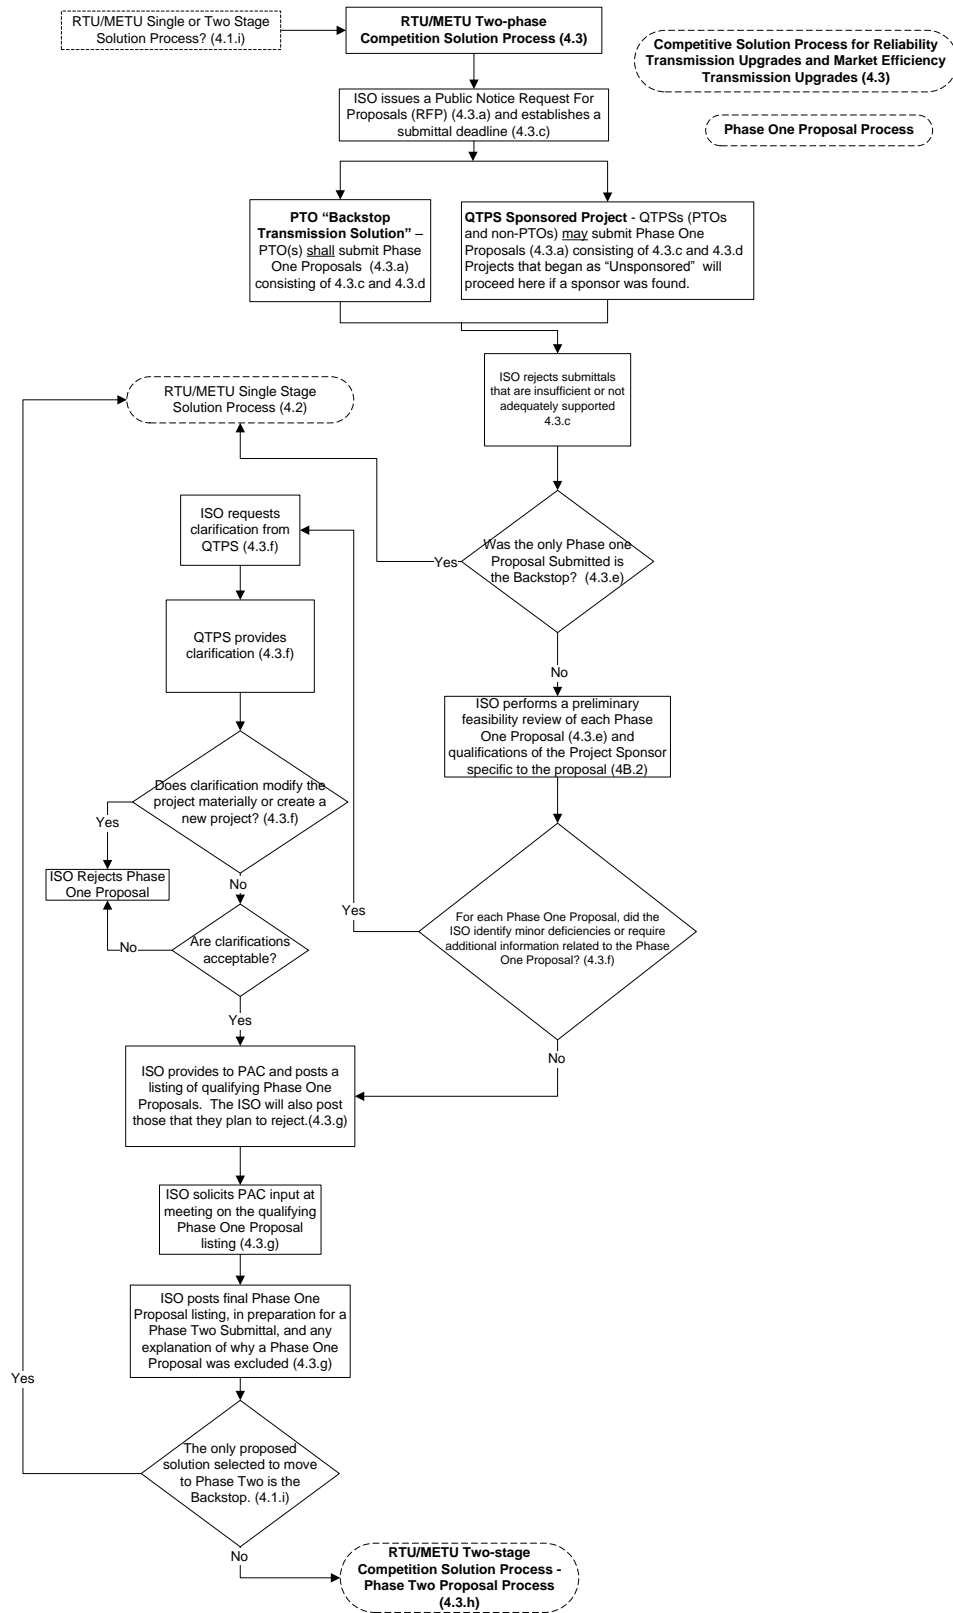 RTU/METU Single or Two Stage
Solution Process? (4.1.i)
RTU/METU Two-phase
Competition Solution Process (4.3)
Competitive Solution Process for Reliability
Transmission Upgrades and Market Efficiency
Transmission Upgrades (4.3)
Phase One Proposal Process
ISO issues a Public Notice Request For
Proposals (RFP) (4.3.a) and establishes a
submittal deadline (4.3.c)
PTO “Backstop
Transmission Solution” –
PTO(s) shall submit Phase
One Proposals (4.3.a)
consisting of 4.3.c and 4.3.d
QTPS Sponsored Project - QTPSs (PTOs
and non-PTOs) may submit Phase One
Proposals (4.3.a) consisting of 4.3.c and 4.3.d
Projects that began as “Unsponsored” will
proceed here if a sponsor was found.
ISO rejects submittals
that are insufficient or not
adequately supported
4.3.c
RTU/METU Single Stage
Solution Process (4.2)
Was the only Phase one
Proposal Submitted is
the Backstop? (4.3.e)
Yes
No
ISO requests
clarification from
QTPS (4.3.f)
QTPS provides
clarification (4.3.f)
ISO performs a preliminary
feasibility review of each Phase
One Proposal (4.3.e) and
qualifications of the Project Sponsor
specific to the proposal (4B.2)
Does clarification modify the
project materially or create a
new project? (4.3.f)
Yes
ISO Rejects Phase
One Proposal
No
Are clarifications
acceptable?
No
Yes
For each Phase One Proposal, did the
ISO identify minor deficiencies or require
additional information related to the Phase
One Proposal? (4.3.f)
Yes
No
ISO provides to PAC and posts a
listing of qualifying Phase One
Proposals. The ISO will also post
those that they plan to reject.(4.3.g)
ISO solicits PAC input at
meeting on the qualifying
Phase One Proposal
listing (4.3.g)
ISO posts final Phase One
Proposal listing, in preparation for a
Phase Two Submittal, and any
explanation of why a Phase One
Proposal was excluded (4.3.g)
Yes
The only proposed
solution selected to move
to Phase Two is the
Backstop. (4.1.i)
No
RTU/METU Two-stage
Competition Solution Process -
Phase Two Proposal Process
(4.3.h)